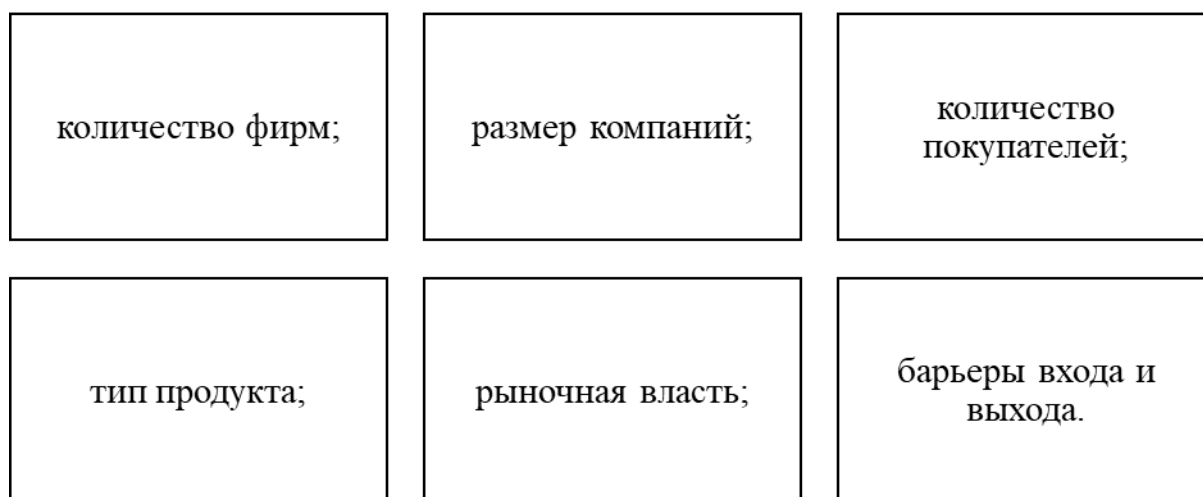 количество фирм;
размер компаний;
количество
покупателей;
тип продукта;
рыночная власть;
барьеры входа и
выхода.